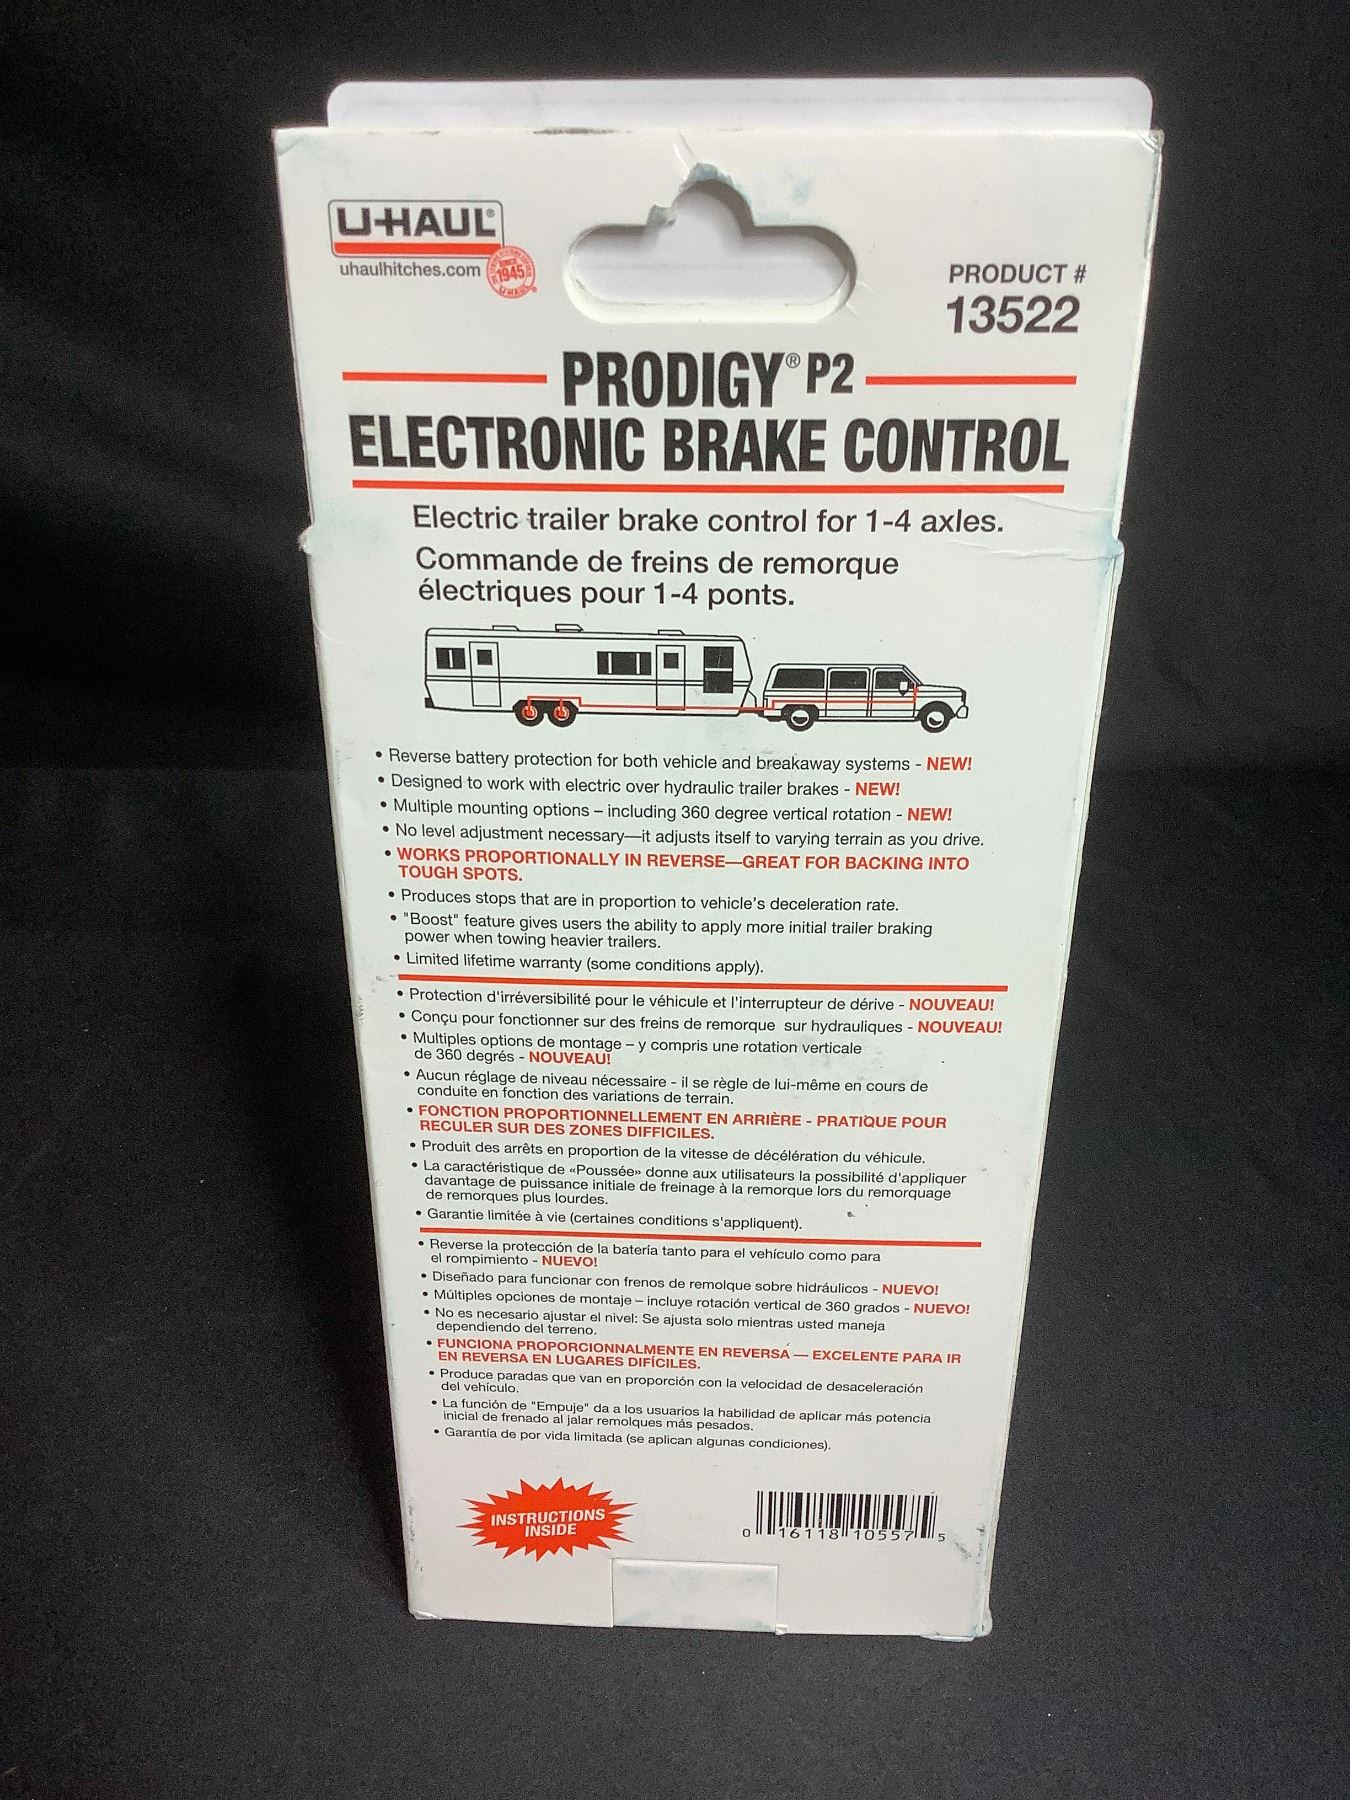 U-HAUL®
uhaulhitches.com
SINCE
1945
U-HAUL
PRODUCT #
13522
PRODIGY® P2
ELECTRONIC BRAKE CONTROL
Electric trailer brake control for 1-4 axles.
Commande de freins de remorque
électriques pour 1-4 ponts.
• Reverse battery protection for both vehicle and breakaway systems - NEW!
• Designed to work with electric over hydraulic trailer brakes - NEW!
• Multiple mounting options – including 360 degree vertical rotation - NEW!
• No level adjustment necessary—it adjusts itself to varying terrain as you drive.
• WORKS PROPORTIONALLY IN REVERSE—GREAT FOR BACKING INTO
TOUGH SPOTS.
• Produces stops that are in proportion to vehicle's deceleration rate.
• "Boost" feature gives users the ability to apply more initial trailer braking
power when towing heavier trailers.
• Limited lifetime warranty (some conditions apply).
• Protection d'irréversibilité pour le véhicule et l'interrupteur de dérive - NOUVEAU!
• Conçu pour fonctionner sur des freins de remorque sur hydrauliques - NOUVEAU!
• Multiples options de montage – y compris une rotation verticale
de 360 degrés - NOUVEAU!
• Aucun réglage de niveau nécessaire - il se règle de lui-même en cours de
conduite en fonction des variations de terrain.
• FONCTION PROPORTIONNELLEMENT EN ARRIÈRE - PRATIQUE POUR
RECULER SUR DES ZONES DIFFICILES.
• Produit des arrêts en proportion de la vitesse de décélération du véhicule.
• La caractéristique de «Poussée» donne aux utilisateurs la possibilité d'appliquer
davantage de puissance initiale de freinage à la remorque lors du remorquage
de remorques plus lourdes.
• Garantie limitée à vie (certaines conditions s'appliquent).
• Reverse la protección de la batería tanto para el vehículo como para
el rompimiento - NUEVO!
• Diseñado para funcionar con frenos de remolque sobre hidráulicos - NUEVO!
• Múltiples opciones de montaje – incluye rotación vertical de 360 grados - NUEVO!
• No es necesario ajustar el nivel: Se ajusta solo mientras usted maneja
dependiendo del terreno.
• FUNCIONA PROPORCIONNALMENTE EN REVERSA — EXCELENTE PARA IR
EN REVERSA EN LUGARES DIFÍCILES.
• Produce paradas que van en proporción con la velocidad de desaceleración
del vehículo.
• La función de "Empuje" da a los usuarios la habilidad de aplicar más potencia
inicial de frenado al jalar remolques más pesados.
• Garantía de por vida limitada (se aplican algunas condiciones).
INSTRUCTIONS
INSIDE
0 16118 10557 5